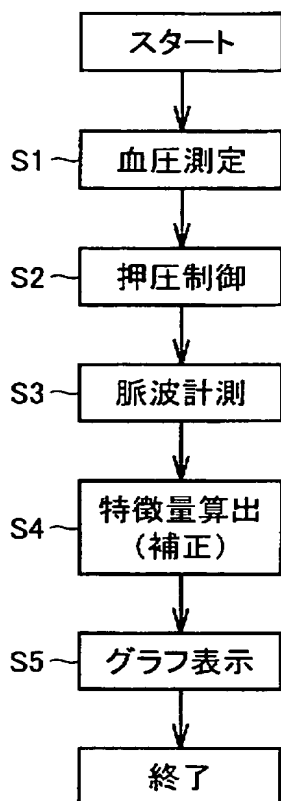 スタート
S1 血圧測定
S2 押圧制御
S3 脈波計測
S4 特徴量算出
(補正)
S5 グラフ表示
終了